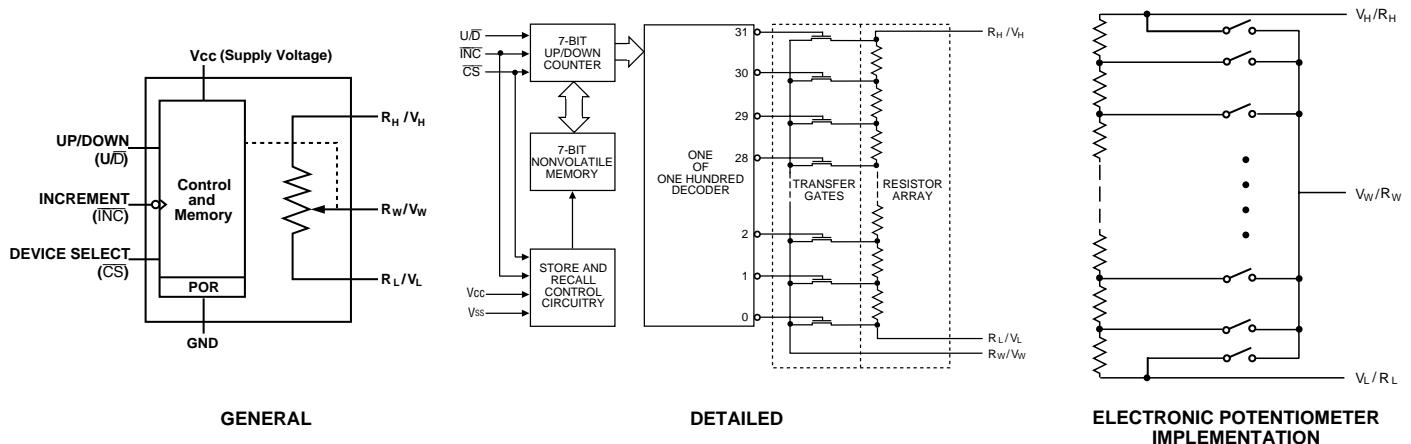 Vcc (Supply Voltage)
UP/DOWN
(U/D̅)
INCREMENT
(I̅N̅C̅)
DEVICE SELECT
(C̅S̅)
Control
and
Memory
POR
GND
RH/VH
RW/VW
RL/VL
GENERAL
U/D̅
I̅N̅C̅
C̅S̅
7-BIT
UP/DOWN
COUNTER
7-BIT
NONVOLATILE
MEMORY
STORE AND
RECALL
CONTROL
CIRCUITRY
Vcc
Vss
ONE
OF
ONE HUNDRED
DECODER
31
30
29
28
2
1
0
TRANSFER
GATES
RESISTOR
ARRAY
RH/VH
RL/VL
RW/VW
DETAILED
VH/RH
VW/RW
VL/RL
ELECTRONIC POTENTIOMETER
IMPLEMENTATION